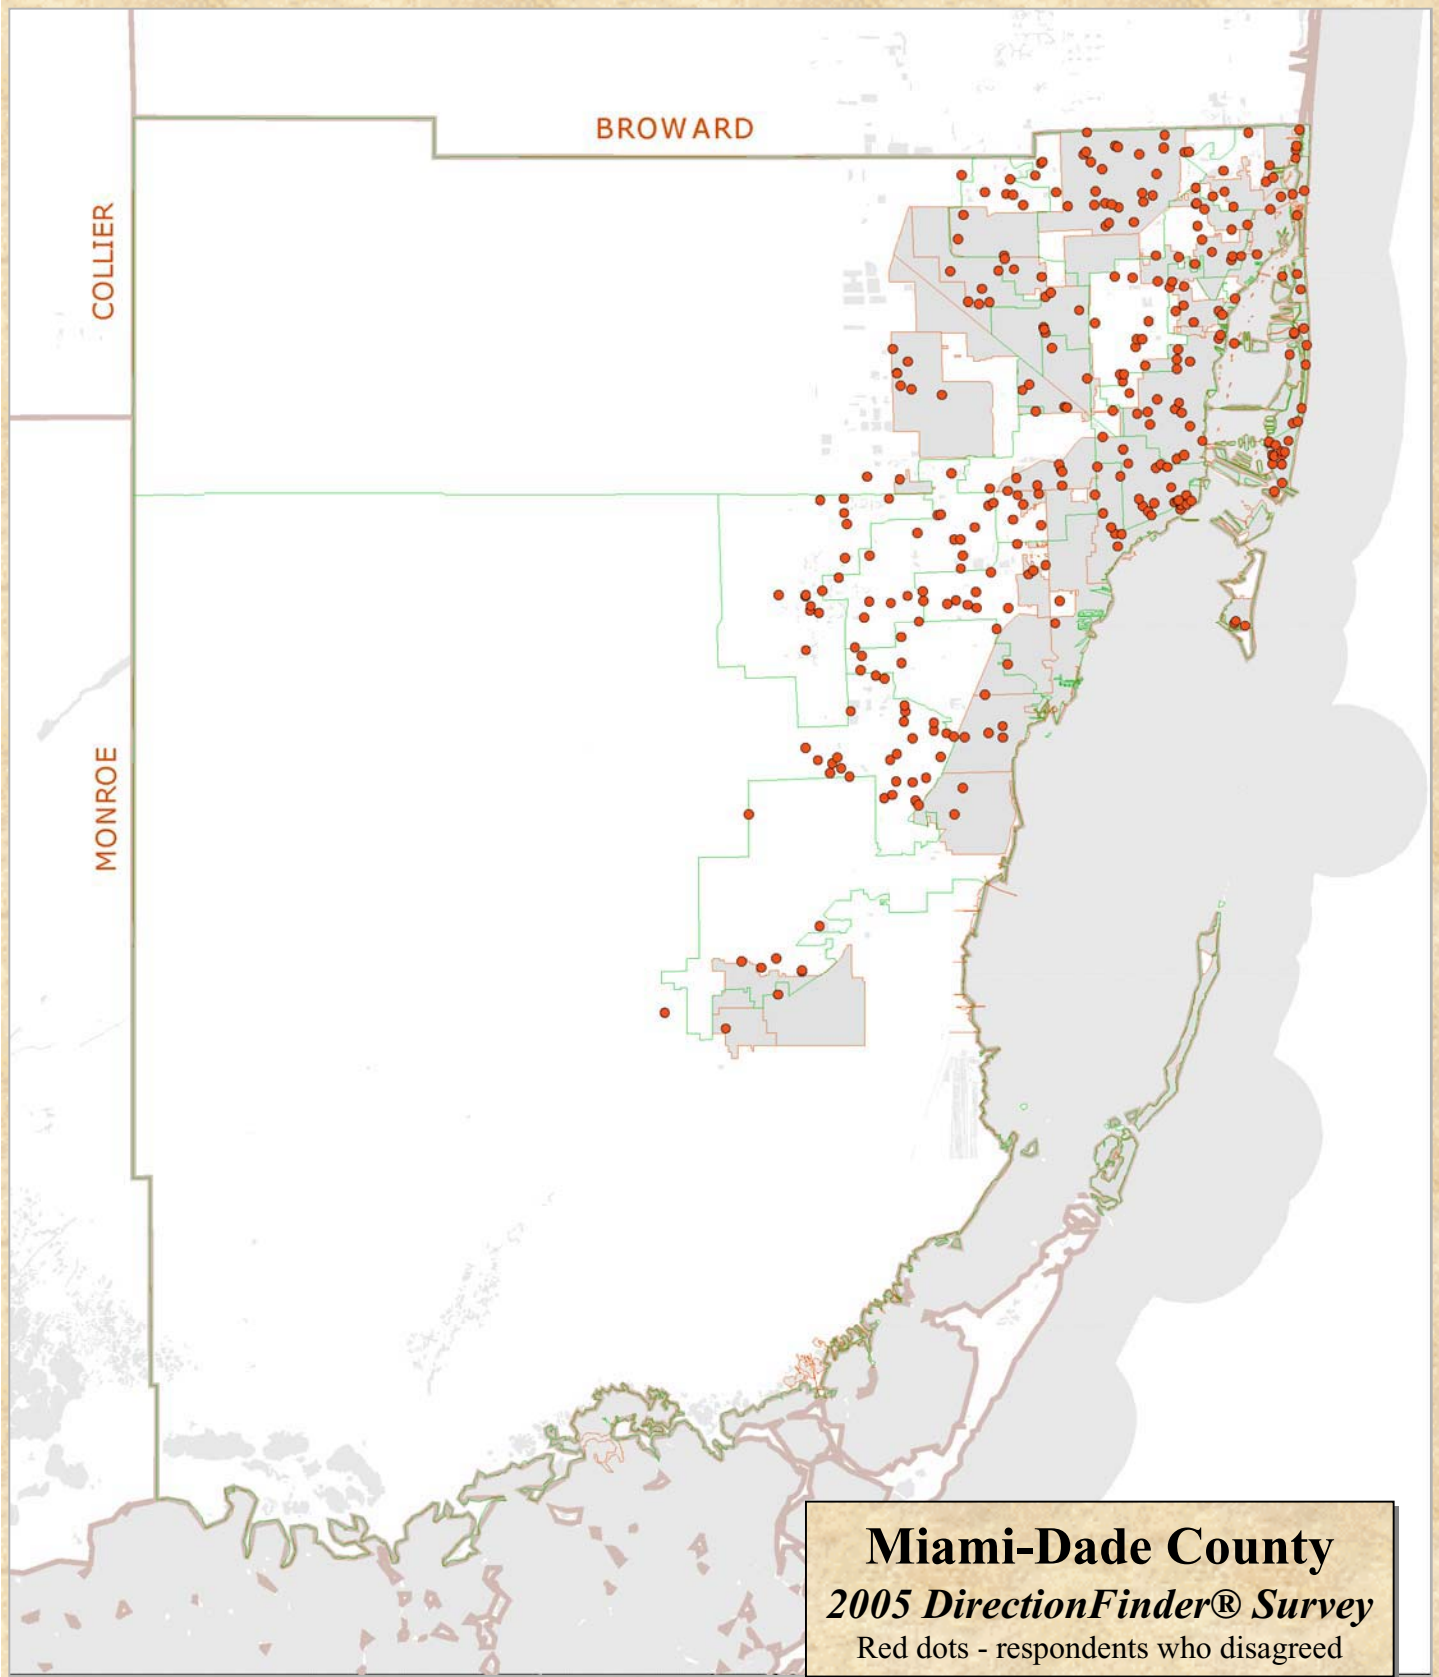 BROWARD
COLLIER
MONROE
Miami-Dade County
2005 DirectionFinder® Survey
Red dots - respondents who disagreed